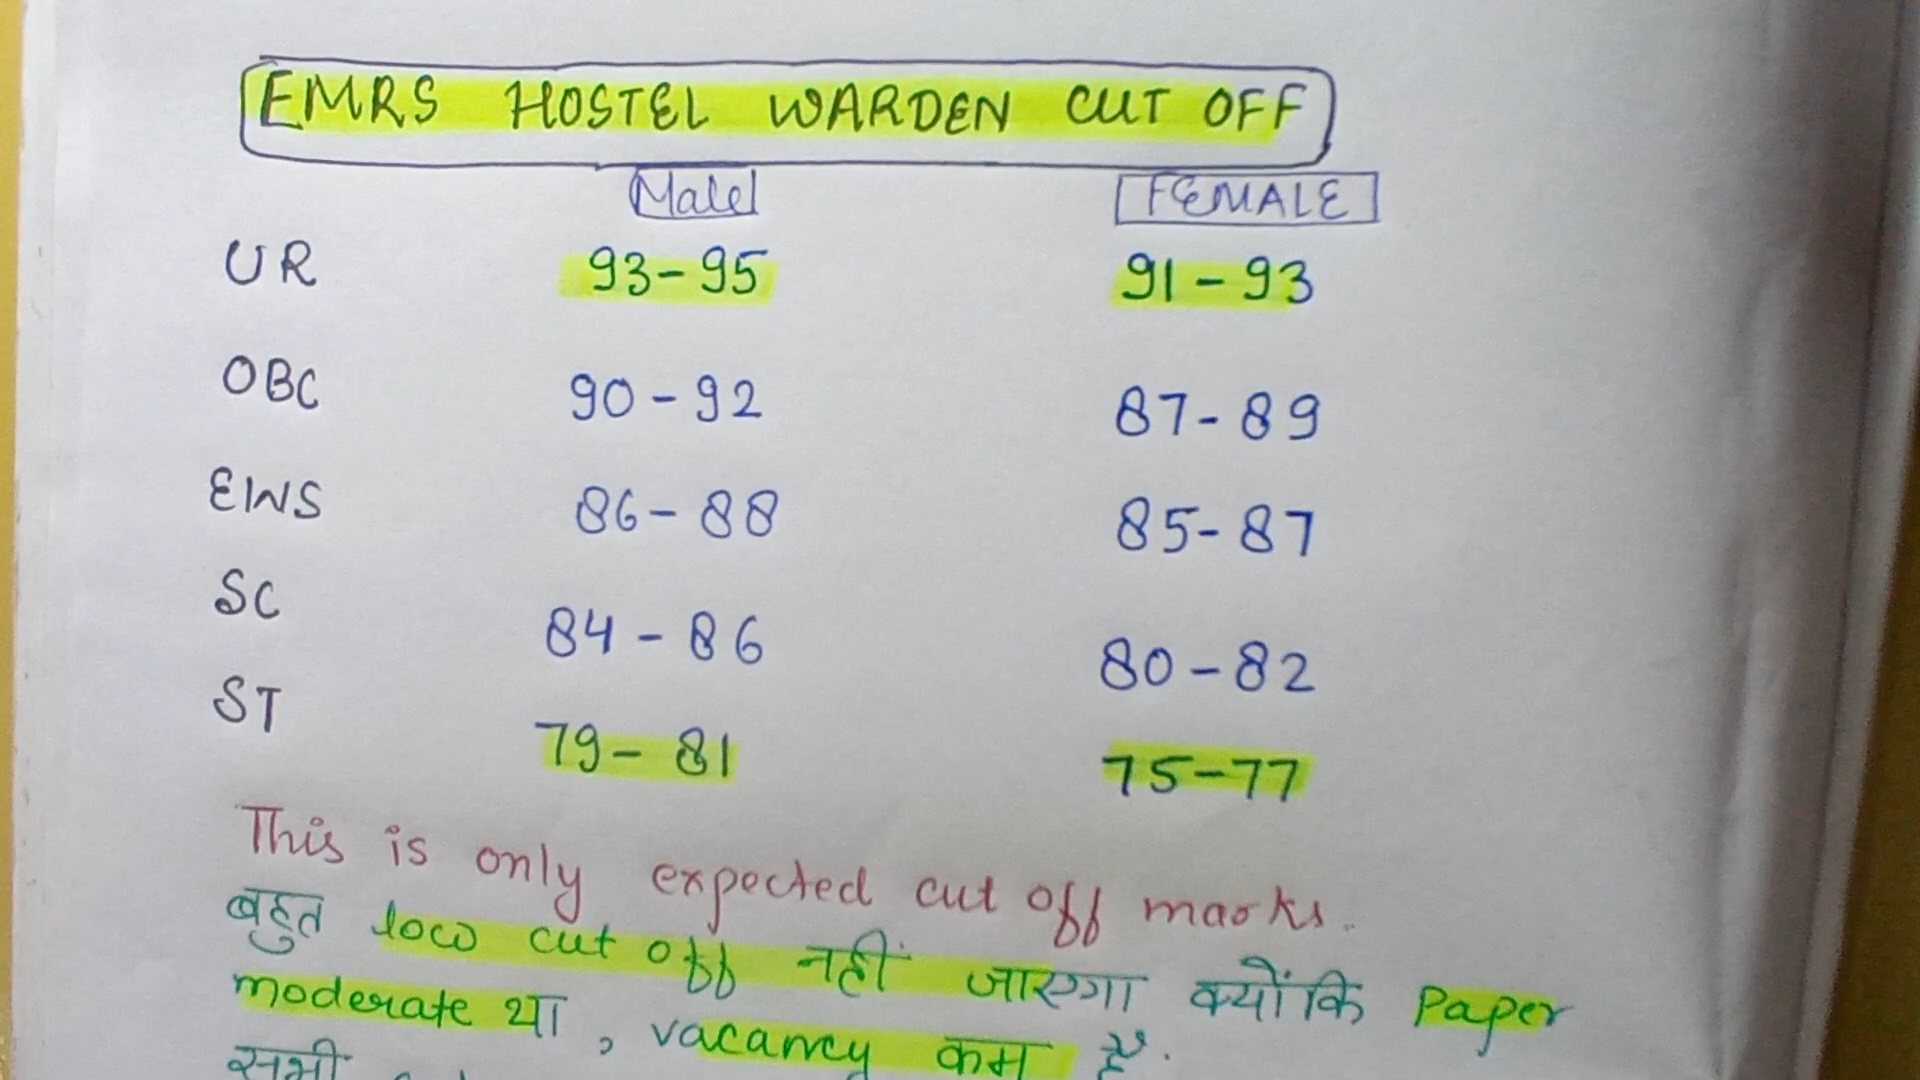 EMRS HOSTEL WARDEN CUT OFF
Male FEMALE
UR 93-95 91-93
OBC 90-92 87-89
EWS 86-88 85-87
SC 84-86 80-82
ST 79-81 75-77
This is only expected cut off marks.
बहुत low cut off नहीं जाएगा क्योंकि Paper
moderate था, vacancy कम है.
सभी